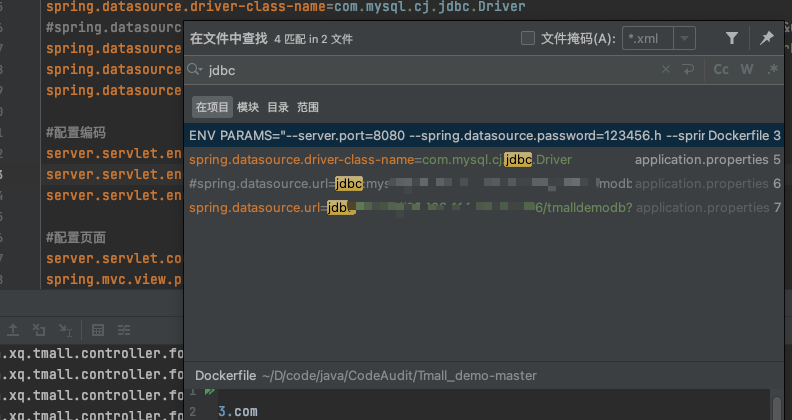 spring.datasource.driver-class-name=com.mysql.cj.jdbc.Driver
#spring.datasource
在文件中查找 4 匹配 in 2 文件
文件掩码(A):
*.xml
spring.datasource
jdbc
Cc W .*
spring.datasource
spring.datasource
在项目 模块 目录 范围
#配置编码
ENV PARAMS="--server.port=8080 --spring.datasource.password=123456.h --sprir Dockerfile 3
server.servlet.en
spring.datasource.driver-class-name=com.mysql.cj.jdbc.Driver application.properties 5
server.servlet.en
#spring.datasource.url=jdbc:mys modb application.properties 6
server.servlet.en
spring.datasource.url=jdb 6/tmalldemodb? application.properties 7
#配置页面
server.servlet.co
spring.mvc.view.p
.xq.tmall.controller.fo
.xq.tmall.controller.fo
Dockerfile ~/D/code/java/CodeAudit/Tmall_demo-master
.xq.tmall.controller.fo
1
.xq.tmall.controller.fo
2 3.com